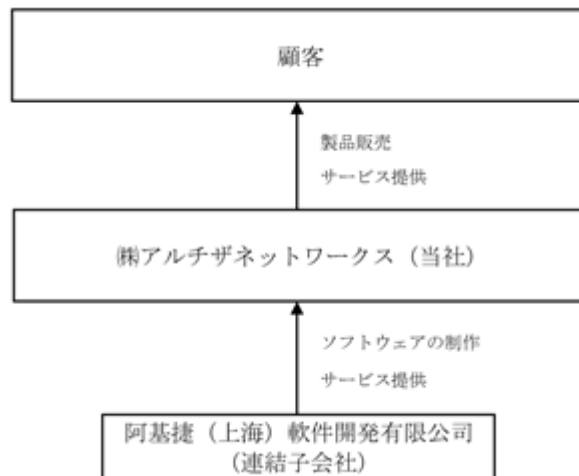 顧客
製品販売
サービス提供
㈱アルチザネットワークス（当社）
ソフトウェアの制作
サービス提供
阿基捷（上海）軟件開発有限公司
（連結子会社）